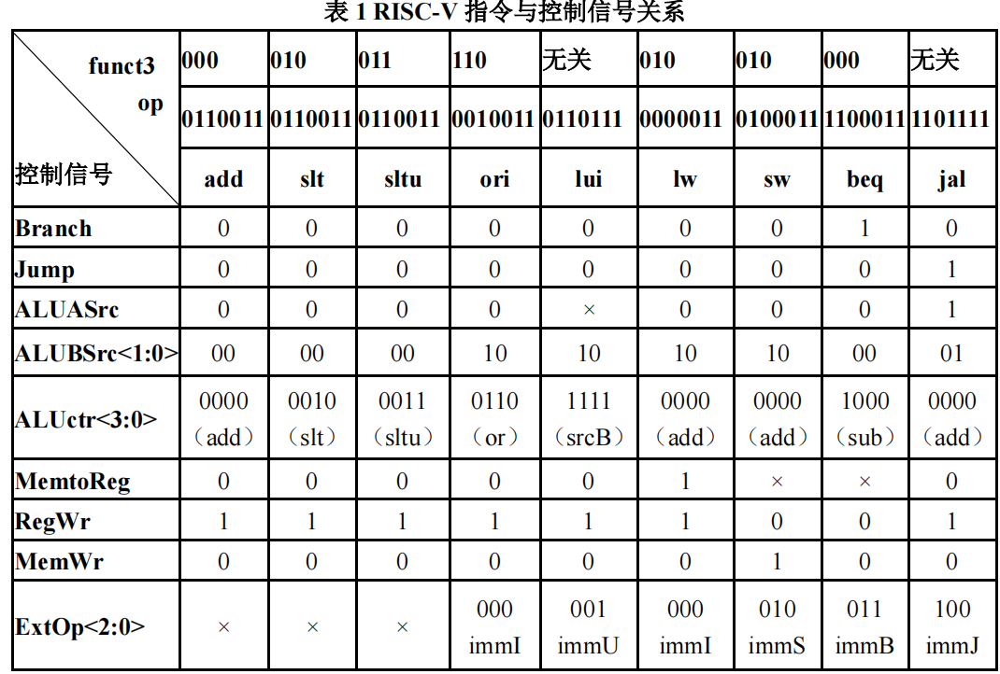 表 1 RISC-V 指令与控制信号关系
funct3 000 010 011 110 无关 010 010 000 无关
op 0110011 0110011 0110011 0010011 0110111 0000011 0100011 1100011 1101111
控制信号 add slt sltu ori lui lw sw beq jal
Branch 0 0 0 0 0 0 0 1 0
Jump 0 0 0 0 0 0 0 0 1
ALUASrc 0 0 0 0 × 0 0 0 1
ALUBSrc<1:0> 00 00 00 10 10 10 10 00 01
ALUctr<3:0> 0000 0010 0011 0110 1111 0000 0000 1000 0000
（add） （slt） （sltu） （or） （srcB） （add） （add） （sub） （add）
MemtoReg 0 0 0 0 0 1 × × 0
RegWr 1 1 1 1 1 1 0 0 1
MemWr 0 0 0 0 0 0 1 0 0
ExtOp<2:0> × × × 000 001 000 010 011 100
immI immU immI immS immB immJ